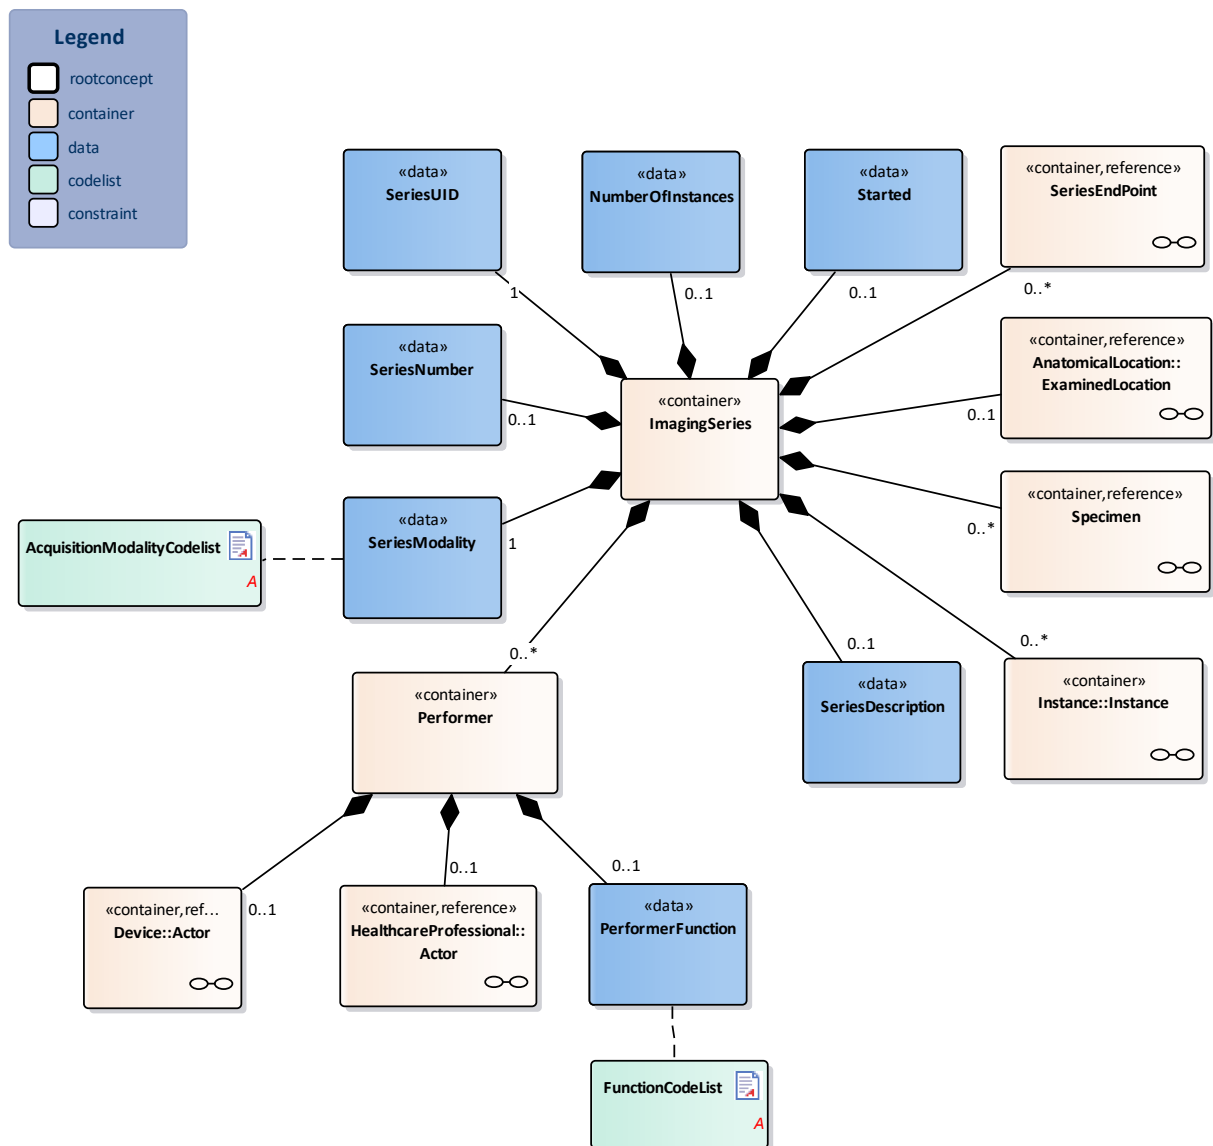 Legend
rootconcept
container
data
codelist
constraint
«data»
SeriesUID
«data»
NumberOfInstances
«data»
Started
«container,reference»
SeriesEndPoint
1
0..1
0..1
0..*
«data»
SeriesNumber
0..1
«container»
ImagingSeries
«container,reference»
AnatomicalLocation::
ExaminedLocation
0..1
«container,reference»
Specimen
0..*
«data»
SeriesModality
1
AcquisitionModalityCodelist
A
A
0..*
0..1
0..*
«container»
Performer
«data»
SeriesDescription
«container»
Instance::Instance
0..1
0..1
0..1
«container,ref...
Device::Actor
«container,reference»
HealthcareProfessional::
Actor
«data»
PerformerFunction
FunctionCodeList
A
A